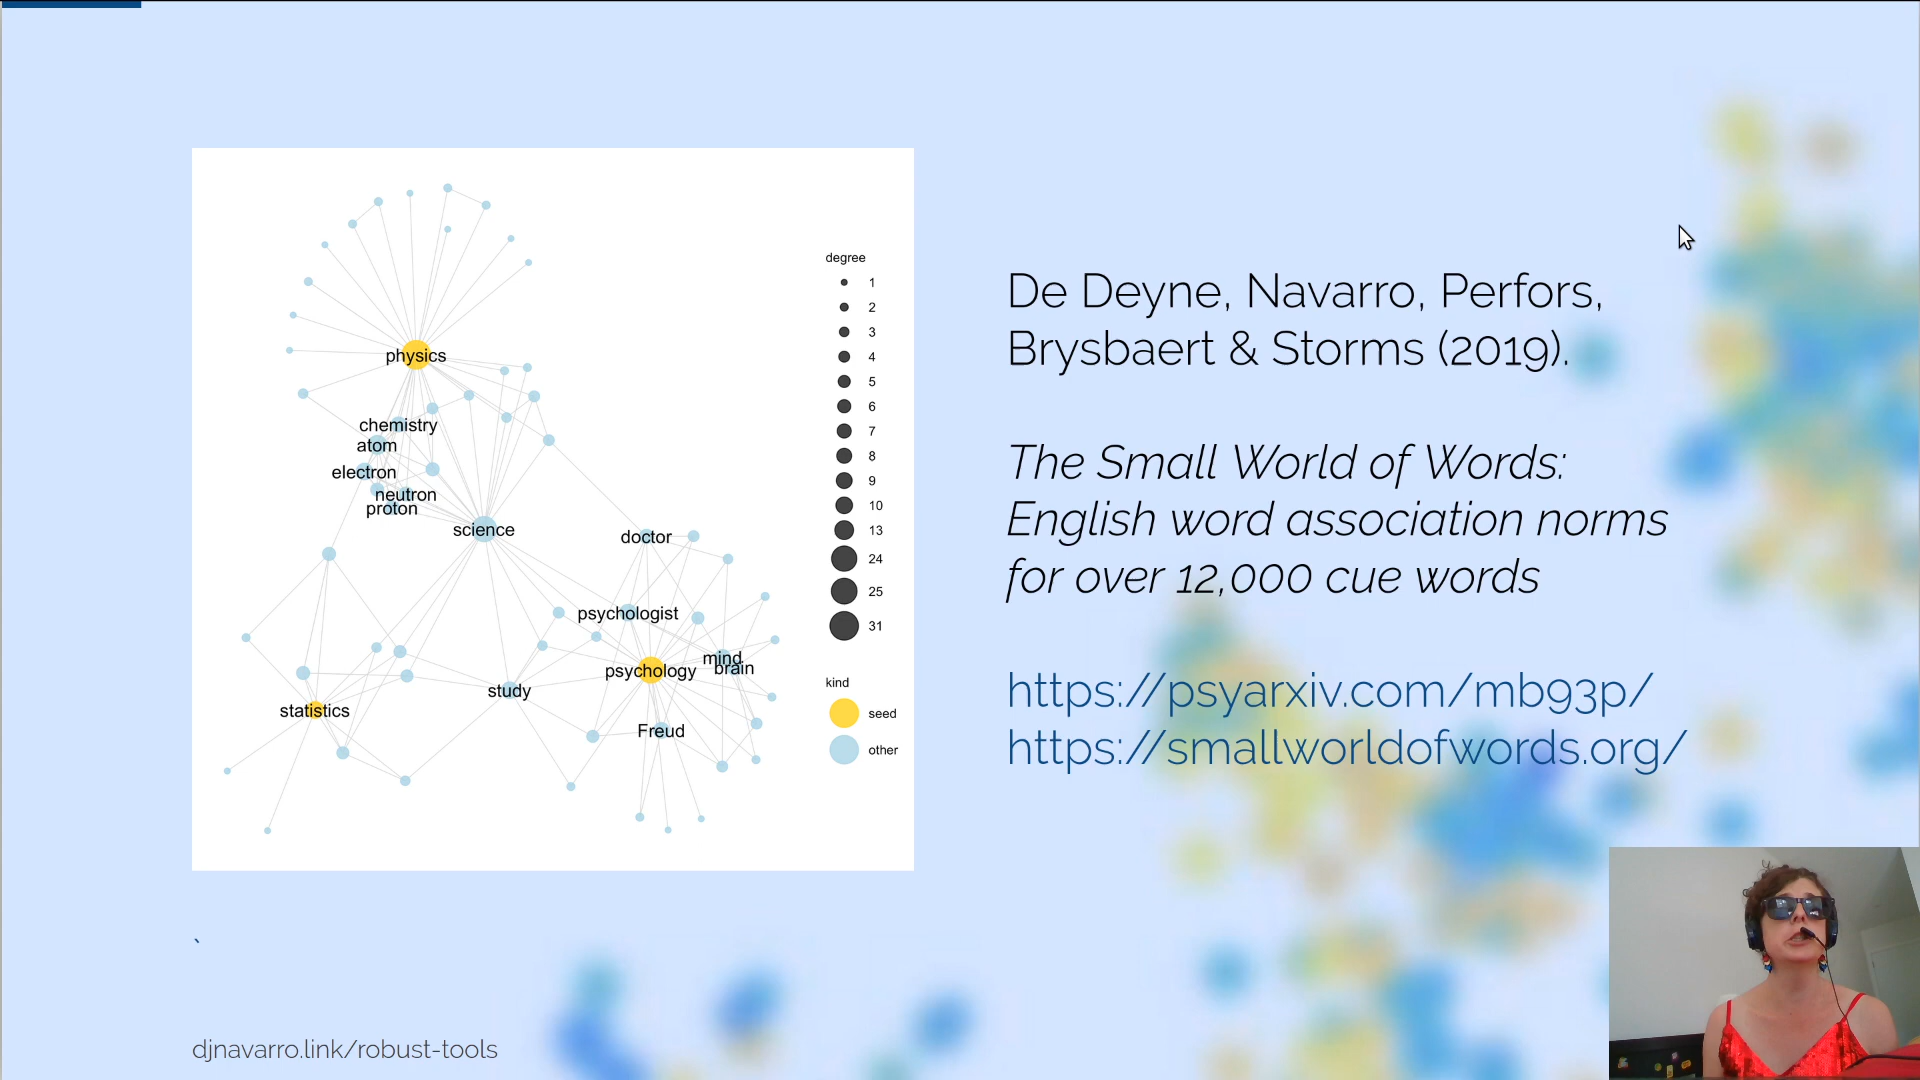 physics
chemistry
atom
electron
neutron
proton
science
doctor
psychologist
mind
brain
psychology
study
statistics
Freud
degree
1
2
3
4
5
6
7
8
9
10
13
24
25
31
kind
seed
other
De Deyne, Navarro, Perfors,
Brysbaert & Storms (2019).
The Small World of Words:
English word association norms
for over 12,000 cue words
https://psyarxiv.com/mb93p/
https://smallworldofwords.org/
`
djnavarro.link/robust-tools